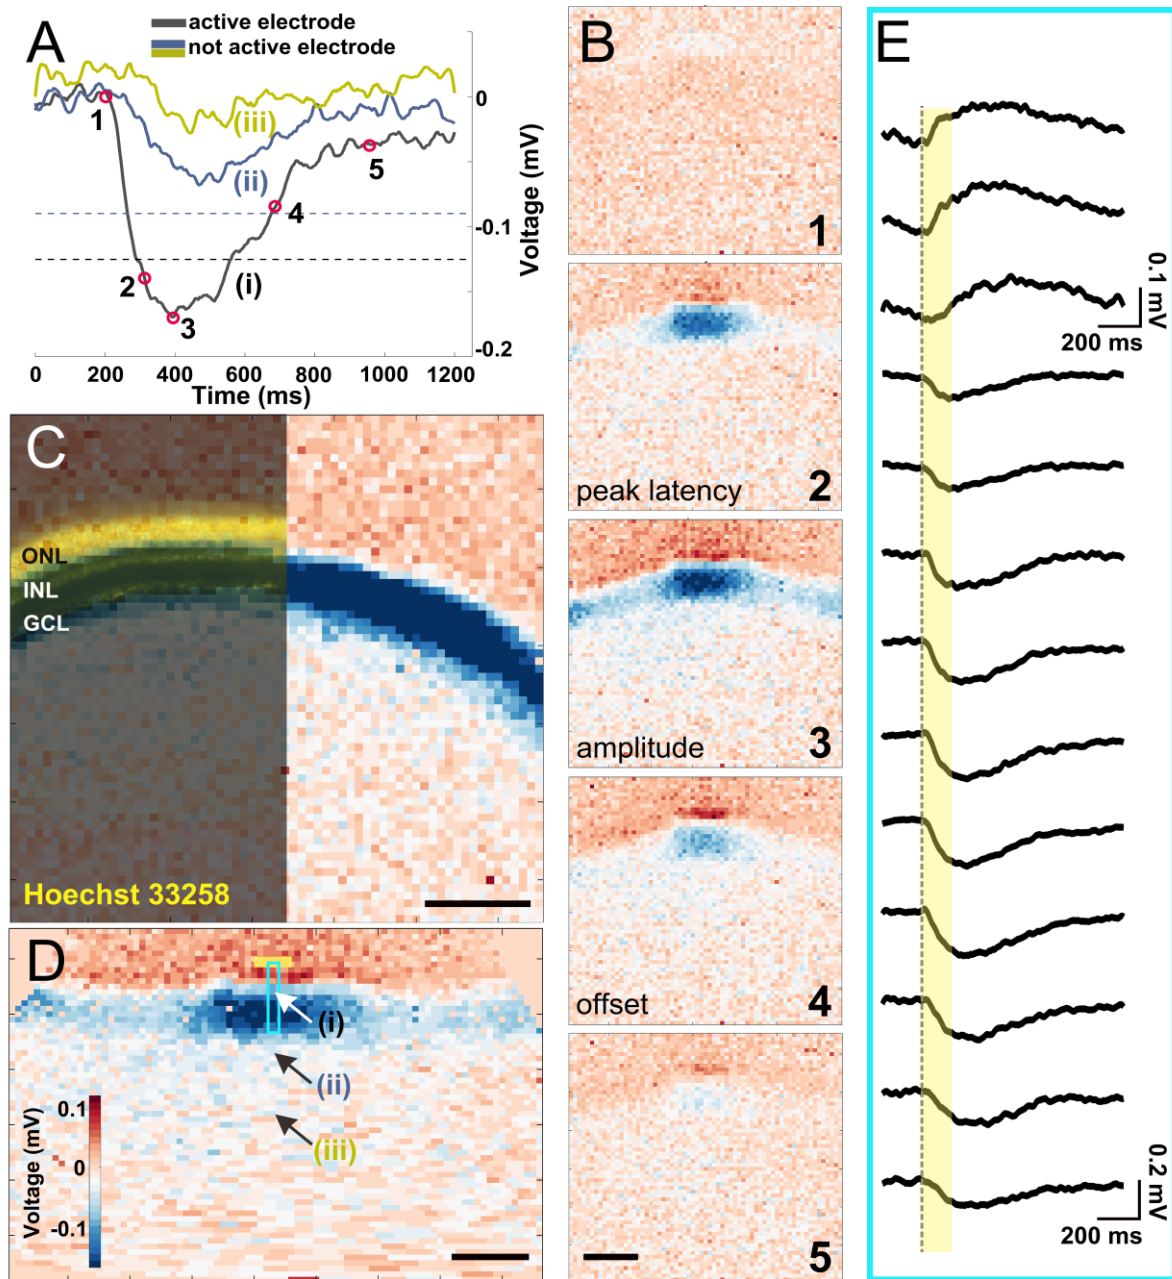 A
active electrode
not active electrode
(iii)
(ii)
(i)
1
2
3
4
5
0
-0.1
-0.2
Voltage (mV)
0 200 400 600 800 1000 1200
Time (ms)
B
1
peak latency 2
amplitude 3
offset 4
5
C
ONL
INL
GCL
Hoechst 33258
D
(i)
(ii)
(iii)
Voltage (mV)
0.1
0
-0.1
E
0.1 mV
200 ms
0.2 mV
200 ms